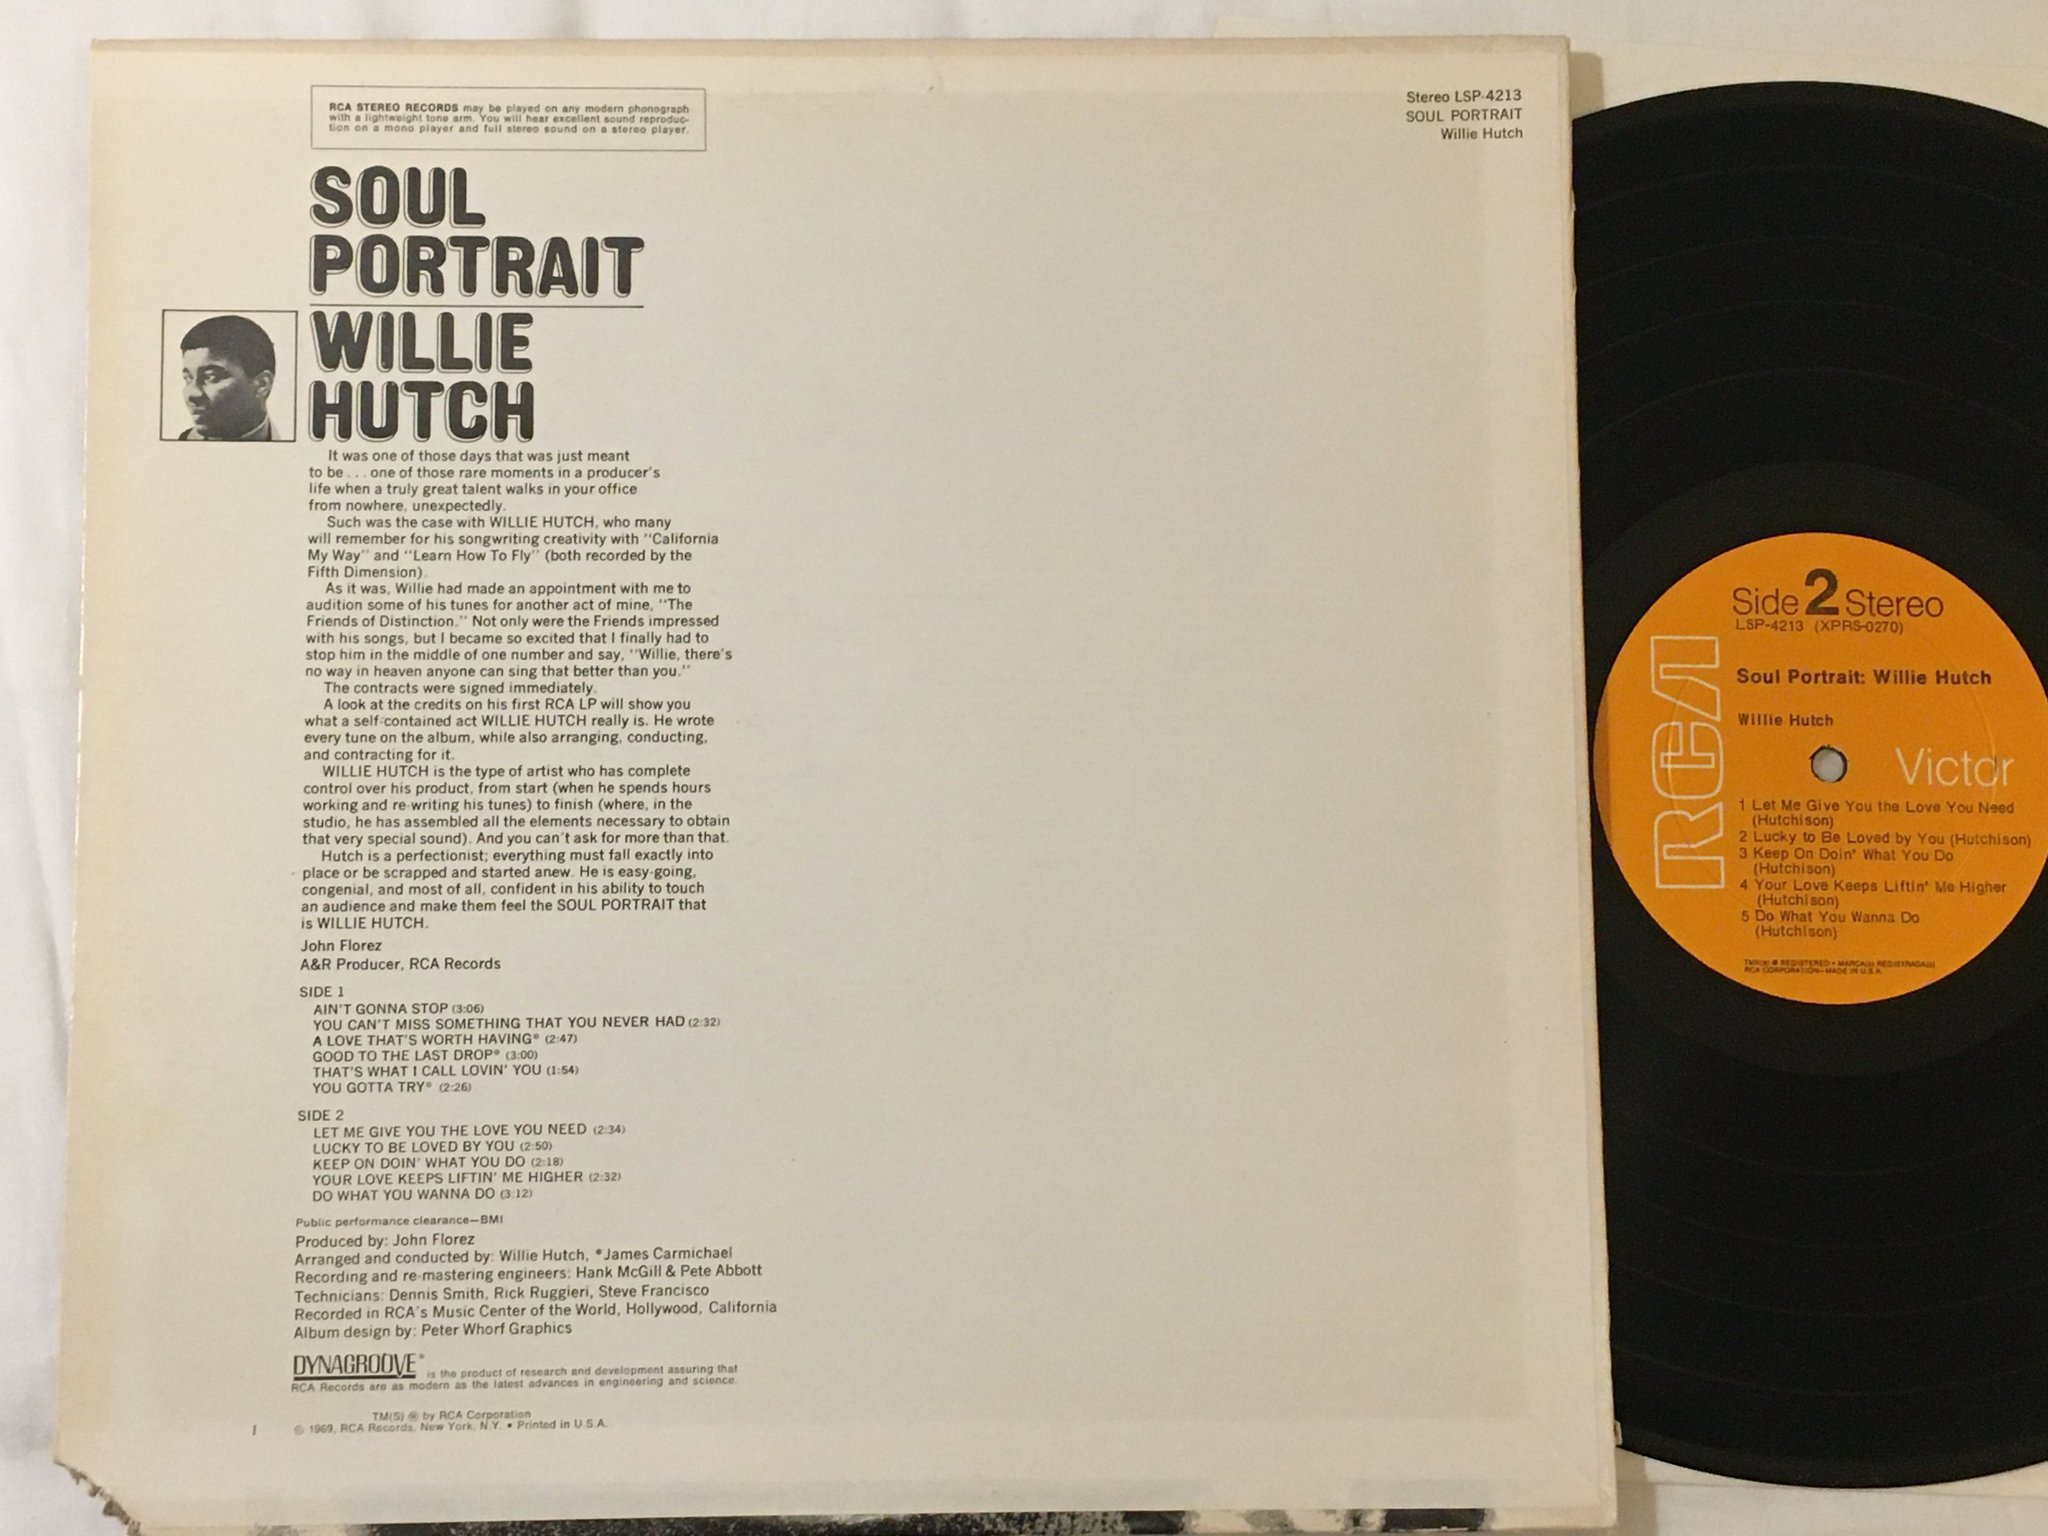 RCA STEREO RECORDS may be played on any modern phonograph
with a lightweight tone arm. You will hear excellent sound reproduc-
tion on a mono player and full stereo sound on a stereo player.
Stereo LSP-4213
SOUL PORTRAIT
Willie Hutch
SOUL
PORTRAIT
WILLIE
HUTCH
It was one of those days that was just meant
to be . . . one of those rare moments in a producer's
life when a truly great talent walks in your office
from nowhere, unexpectedly.
Such was the case with WILLIE HUTCH, who many
will remember for his songwriting creativity with "California
My Way" and "Learn How To Fly" (both recorded by the
Fifth Dimension).
As it was, Willie had made an appointment with me to
audition some of his tunes for another act of mine, "The
Friends of Distinction." Not only were the Friends impressed
with his songs, but I became so excited that I finally had to
stop him in the middle of one number and say, "Willie, there's
no way in heaven anyone can sing that better than you."
The contracts were signed immediately.
A look at the credits on his first RCA LP will show you
what a self-contained act WILLIE HUTCH really is. He wrote
every tune on the album, while also arranging, conducting,
and contracting for it.
WILLIE HUTCH is the type of artist who has complete
control over his product, from start (when he spends hours
working and re-writing his tunes) to finish (where, in the
studio, he has assembled all the elements necessary to obtain
that very special sound). And you can't ask for more than that.
Hutch is a perfectionist; everything must fall exactly into
place or be scrapped and started anew. He is easy-going,
congenial, and most of all, confident in his ability to touch
an audience and make them feel the SOUL PORTRAIT that
is WILLIE HUTCH.
John Florez
A&R Producer, RCA Records
SIDE 1
AIN'T GONNA STOP (3:06)
YOU CAN'T MISS SOMETHING THAT YOU NEVER HAD (2:32)
A LOVE THAT'S WORTH HAVING* (2:47)
GOOD TO THE LAST DROP* (3:00)
THAT'S WHAT I CALL LOVIN' YOU (1:54)
YOU GOTTA TRY* (2:26)
SIDE 2
LET ME GIVE YOU THE LOVE YOU NEED (2:34)
LUCKY TO BE LOVED BY YOU (2:50)
KEEP ON DOIN' WHAT YOU DO (2:18)
YOUR LOVE KEEPS LIFTIN' ME HIGHER (2:32)
DO WHAT YOU WANNA DO (3:12)
Public performance clearance—BMI
Produced by: John Florez
Arranged and conducted by: Willie Hutch, *James Carmichael
Recording and re-mastering engineers: Hank McGill & Pete Abbott
Technicians: Dennis Smith, Rick Ruggieri, Steve Francisco
Recorded in RCA's Music Center of the World, Hollywood, California
Album design by: Peter Whorf Graphics
DYNAGROOVE® is the product of research and development assuring that
RCA Records are as modern as the latest advances in engineering and science.
TM(S) ® by RCA Corporation
1 © 1969, RCA Records, New York, N.Y. • Printed in U.S.A.
Side 2 Stereo
LSP-4213 (XPRS-0270)
RCA
Soul Portrait: Willie Hutch
Willie Hutch
Victor
1 Let Me Give You the Love You Need
(Hutchison)
2 Lucky to Be Loved by You (Hutchison)
3 Keep On Doin' What You Do
(Hutchison)
4 Your Love Keeps Liftin' Me Higher
(Hutchison)
5 Do What You Wanna Do
(Hutchison)
TMK(s) ® REGISTERED • MARCA(s) REGISTRADA(s)
RCA CORPORATION—MADE IN U.S.A.